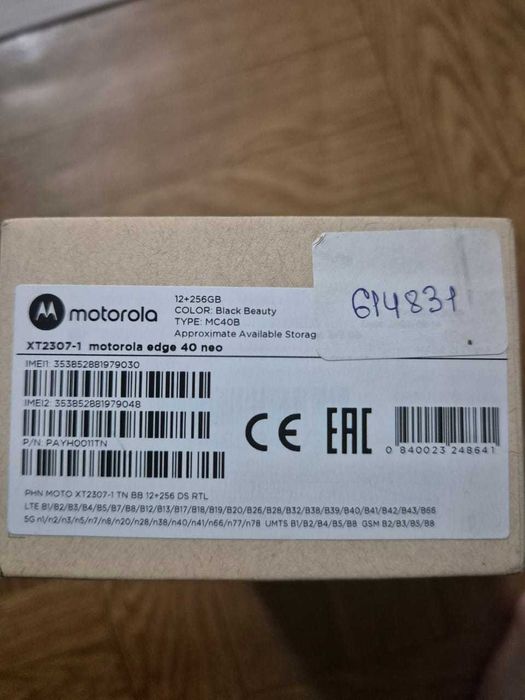 motorola
12+256GB
COLOR: Black Beauty
TYPE: MC40B
Approximate Available Storag
614831
XT2307-1 motorola edge 40 neo
IMEI1: 353852881979030
IMEI2: 353852881979048
P/N: PAYH0011TN
CE EAC
0 840023 248641
PHN MOTO XT2307-1 TN BB 12+256 DS RTL
LTE B1/B2/B3/B4/B5/B7/B8/B12/B13/B17/B18/B19/B20/B26/B28/B32/B38/B39/B40/B41/B42/B43/B66
5G n1/n2/n3/n5/n7/n8/n20/n28/n38/n40/n41/n66/n77/n78 UMTS B1/B2/B4/B5/B8 GSM B2/B3/B5/B8